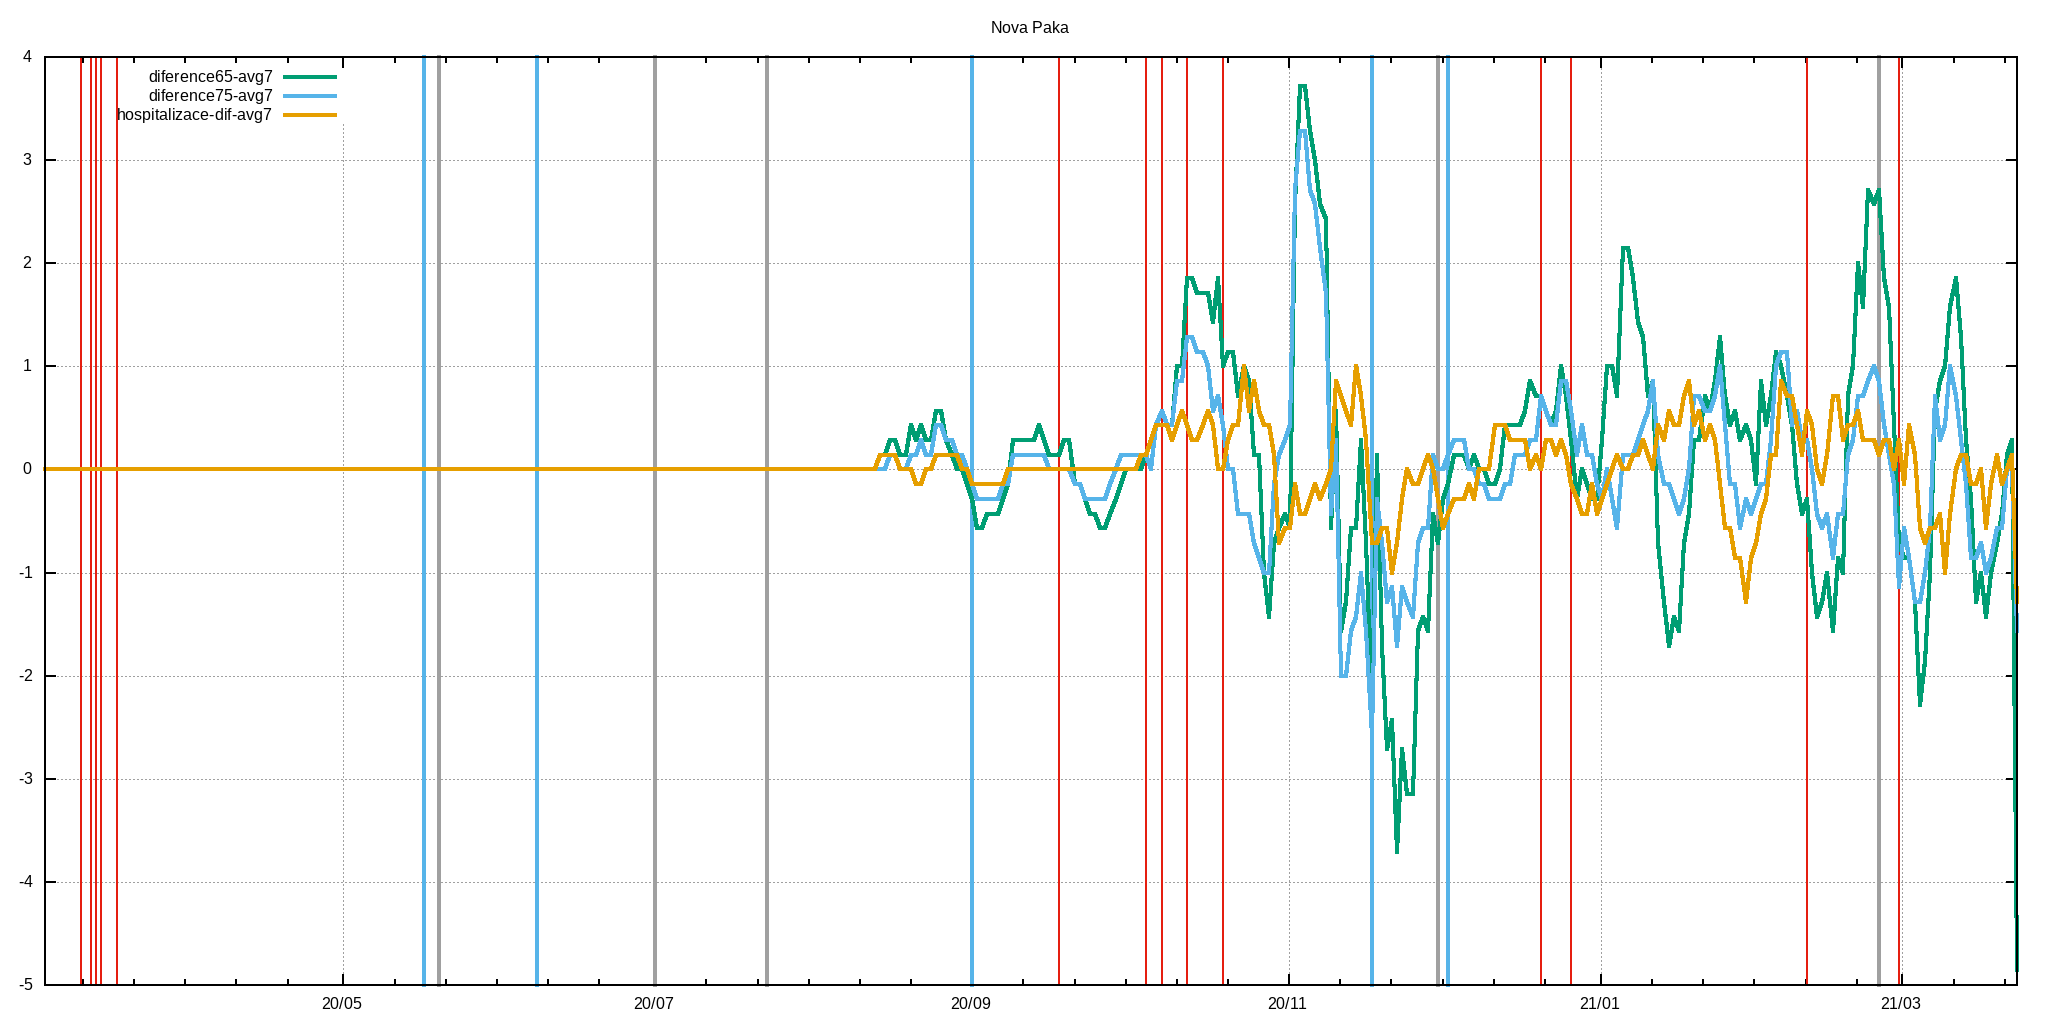 Nova Paka
diference65-avg7
diference75-avg7
hospitalizace-dif-avg7
4
3
2
1
0
-1
-2
-3
-4
-5
20/05 20/07 20/09 20/11 21/01 21/03